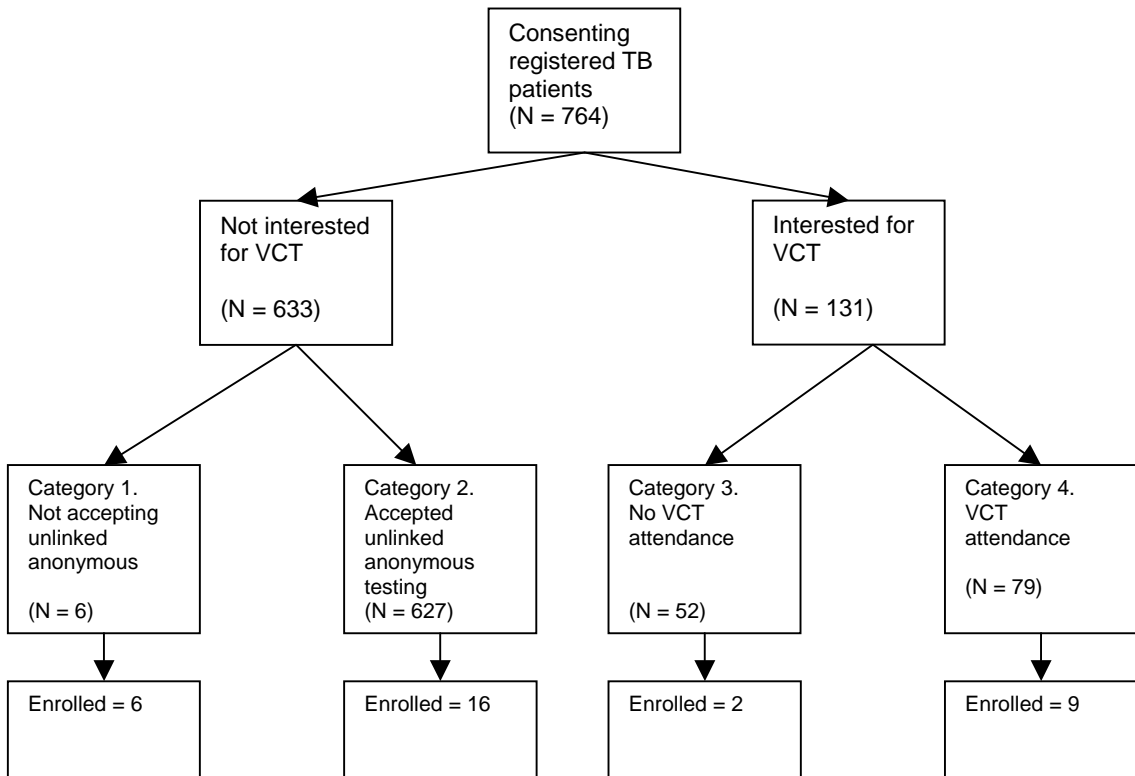 Consenting
registered TB
patients
(N = 764)
Not interested
for VCT
(N = 633)
Interested for
VCT
(N = 131)
Category 1.
Not accepting
unlinked
anonymous
(N = 6)
Category 2.
Accepted
unlinked
anonymous
testing
(N = 627)
Category 3.
No VCT
attendance
(N = 52)
Category 4.
VCT
attendance
(N = 79)
Enrolled = 6
Enrolled = 16
Enrolled = 2
Enrolled = 9